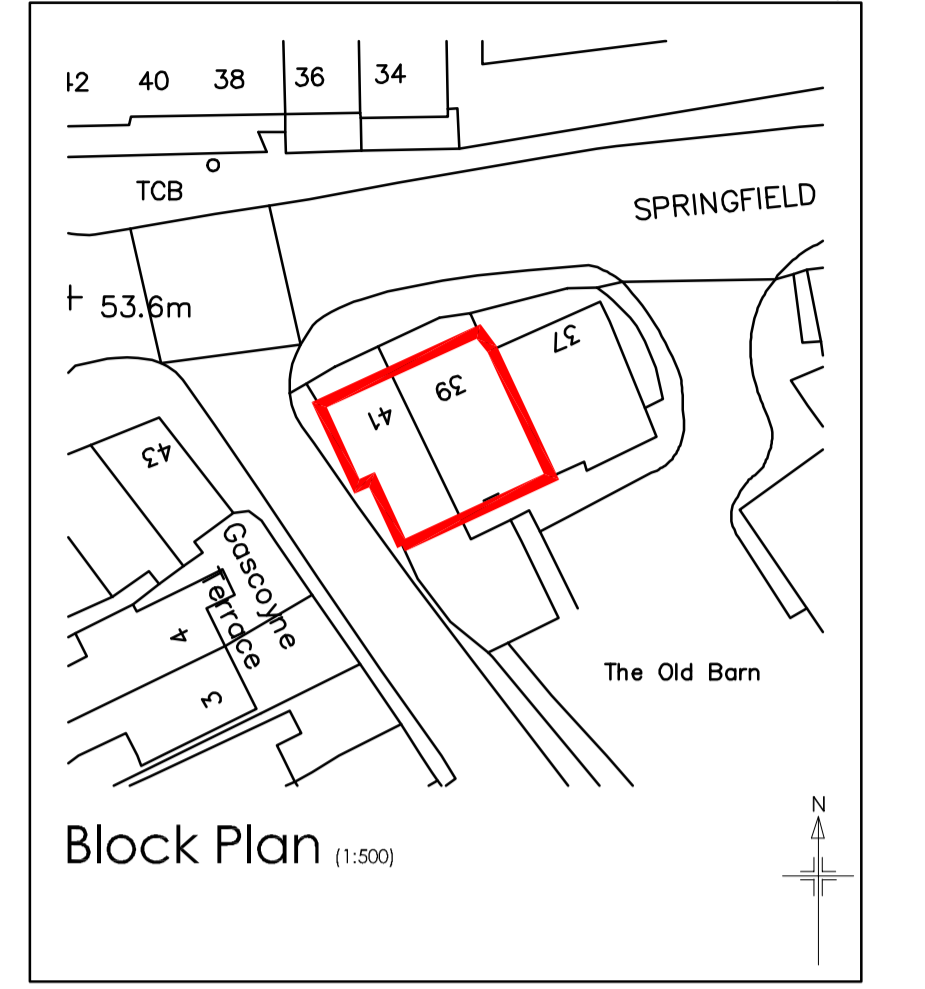 40 38 36 34
TCB
SPRINGFIELD
53.6m
37
39
41
43
Gascoyne
Terrace
4
3
The Old Barn
Block Plan (1:500)
N